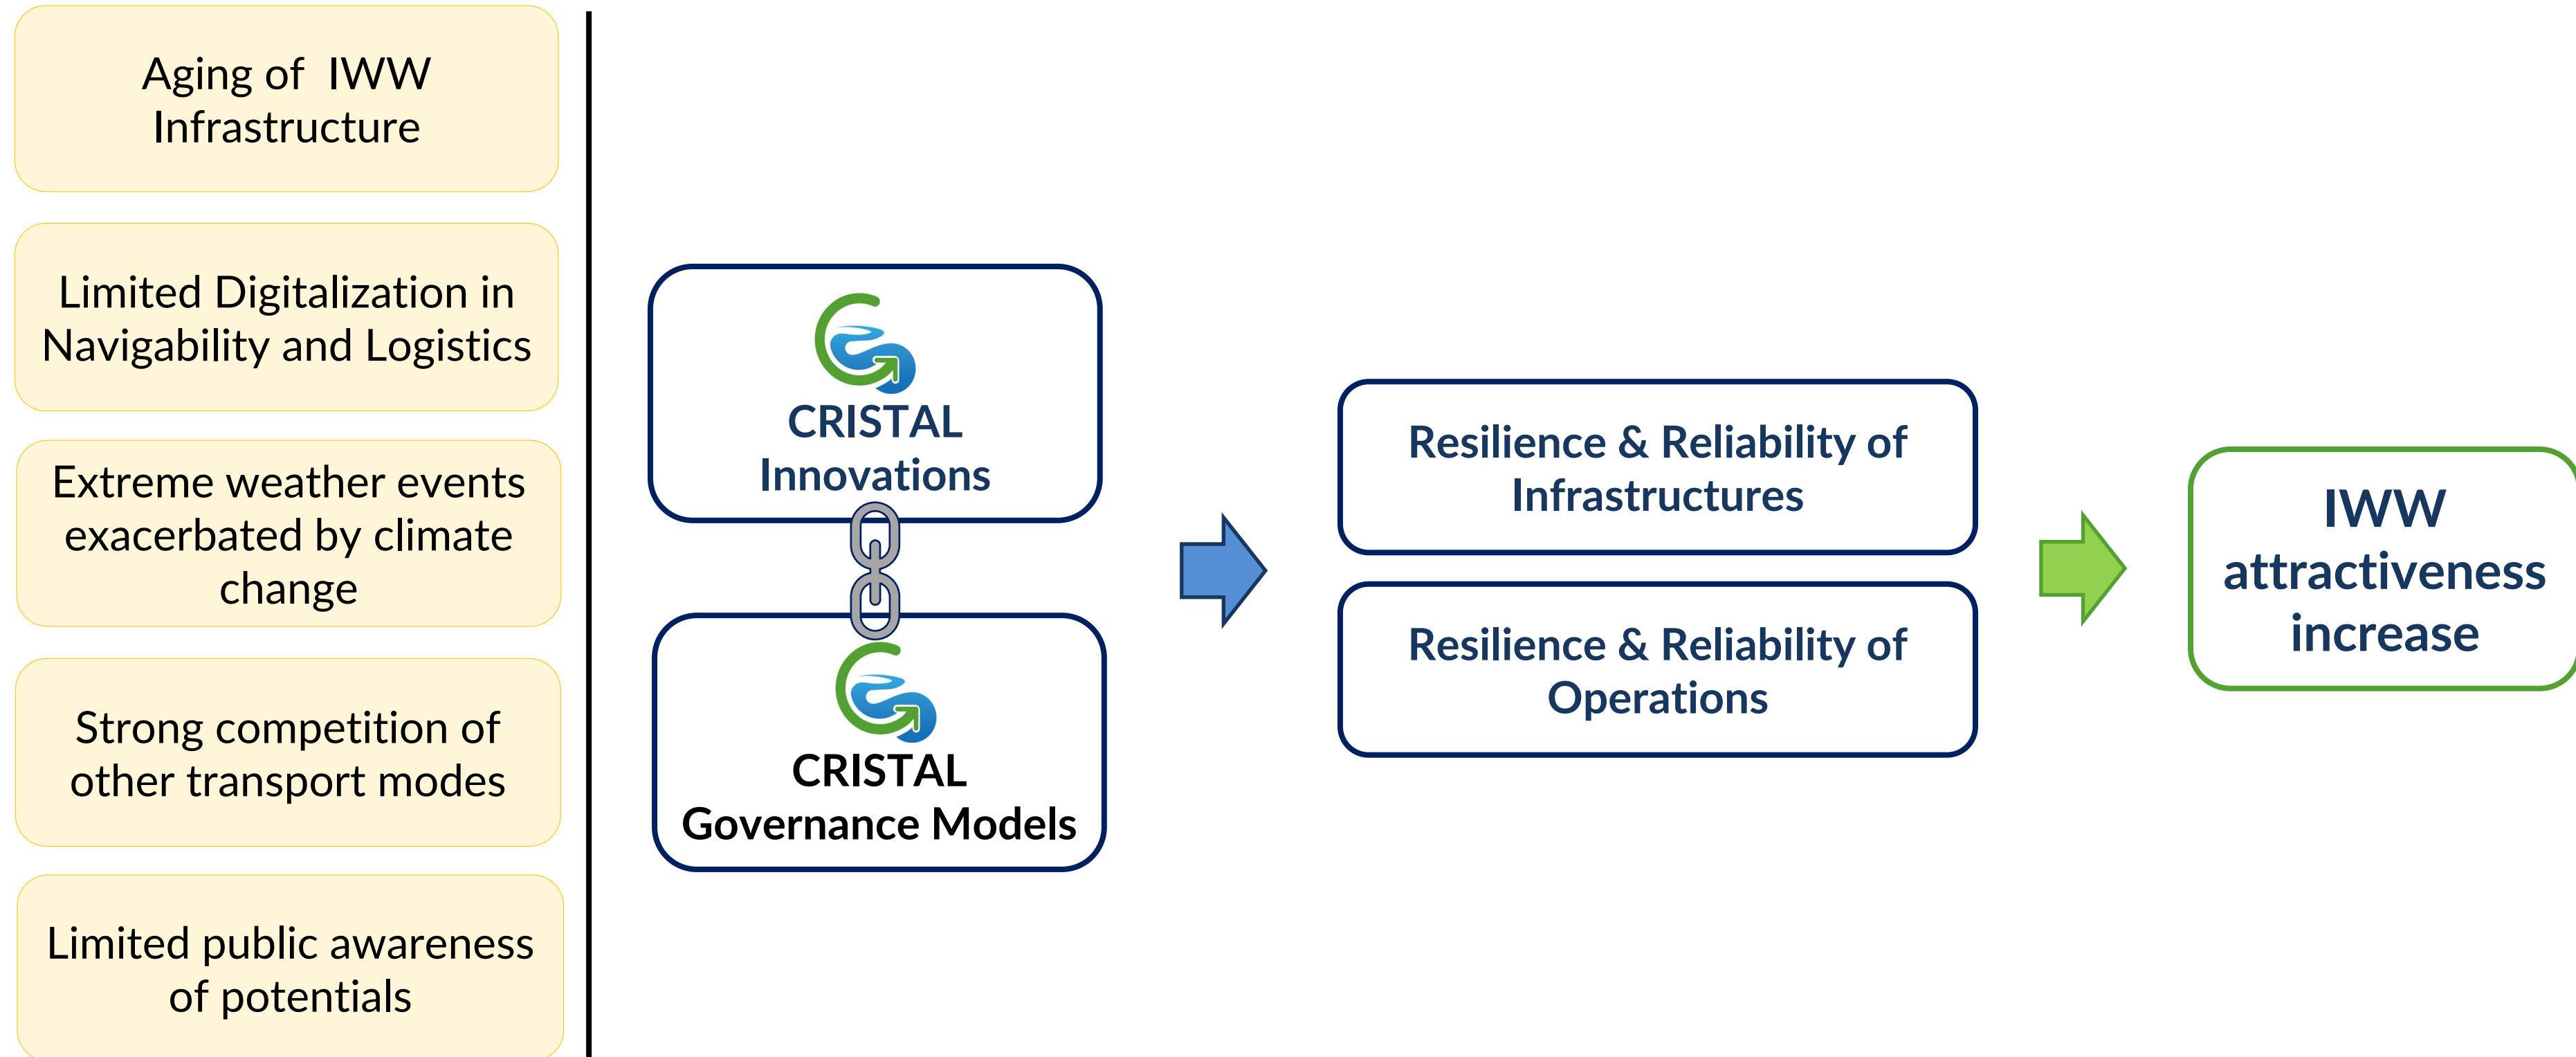 Aging of IWW
Infrastructure
Limited Digitalization in
Navigability and Logistics
Extreme weather events
exacerbated by climate
change
Strong competition of
other transport modes
Limited public awareness
of potentials
CRISTAL
Innovations
CRISTAL
Governance Models
Resilience & Reliability of
Infrastructures
Resilience & Reliability of
Operations
IWW
attractiveness
increase